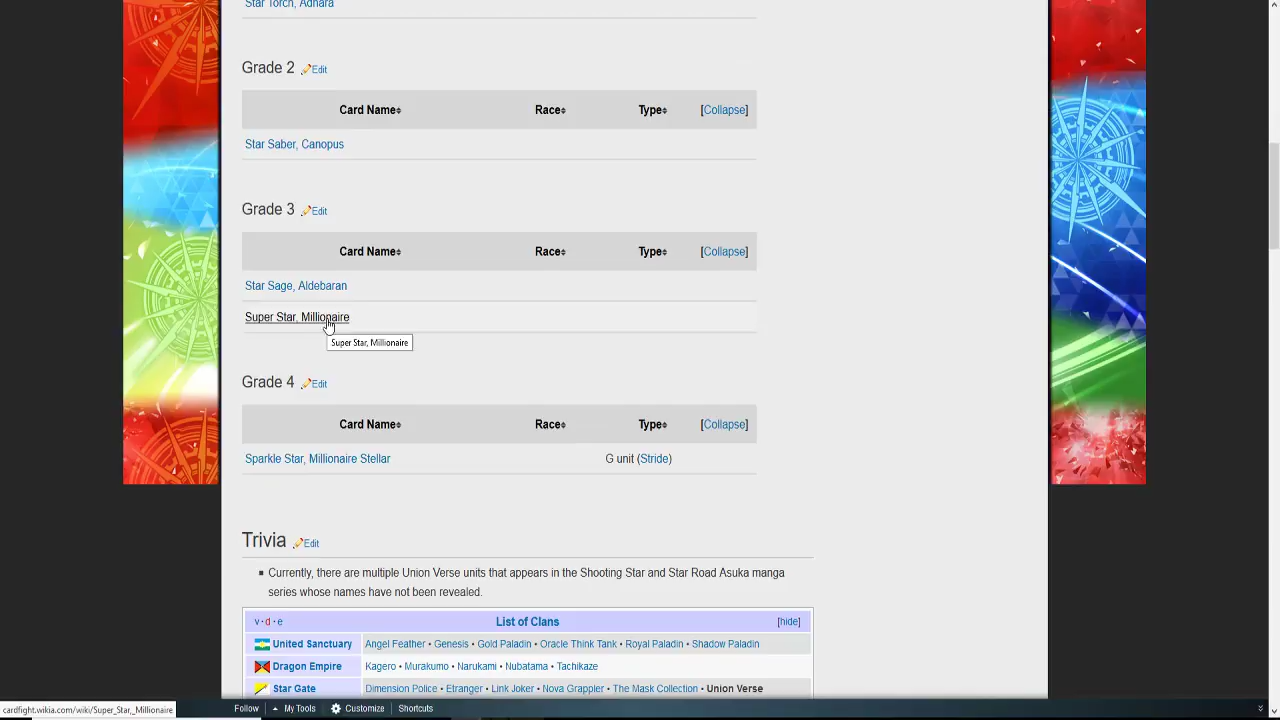 Star Torch, Adhara
Grade 2 Edit
Card Name Race Type [Collapse]
Star Saber, Canopus
Grade 3 Edit
Card Name Race Type [Collapse]
Star Sage, Aldebaran
Super Star, Millionaire
Super Star, Millionaire
Grade 4 Edit
Card Name Race Type [Collapse]
Sparkle Star, Millionaire Stellar G unit (Stride)
Trivia Edit
Currently, there are multiple Union Verse units that appears in the Shooting Star and Star Road Asuka manga
series whose names have not been revealed.
v · d · e List of Clans [hide]
United Sanctuary Angel Feather • Genesis • Gold Paladin • Oracle Think Tank • Royal Paladin • Shadow Paladin
Dragon Empire Kagero • Murakumo • Narukami • Nubatama • Tachikaze
Star Gate Dimension Police • Etranger • Link Joker • Nova Grappler • The Mask Collection • Union Verse
cardfight.wikia.com/wiki/Super_Star,_Millionaire Follow My Tools Customize Shortcuts